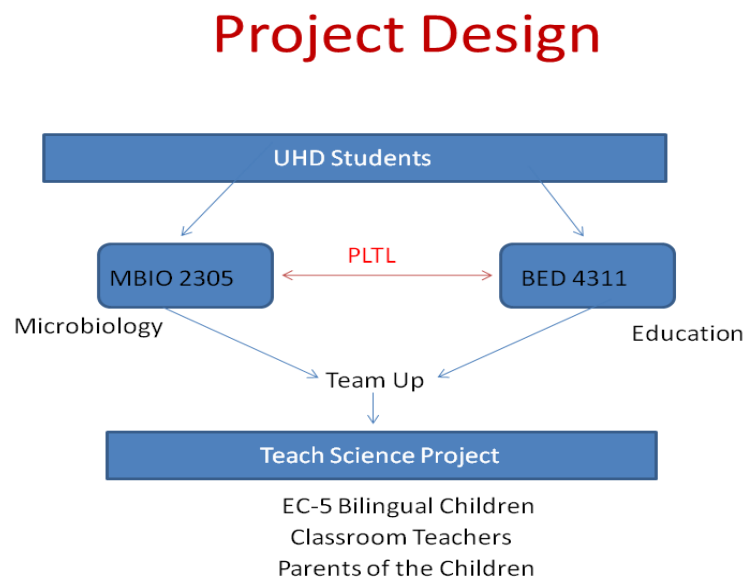 Project Design
UHD Students
PLTL
MBIO 2305
BED 4311
Microbiology
Education
Team Up
Teach Science Project
EC-5 Bilingual Children
Classroom Teachers
Parents of the Children